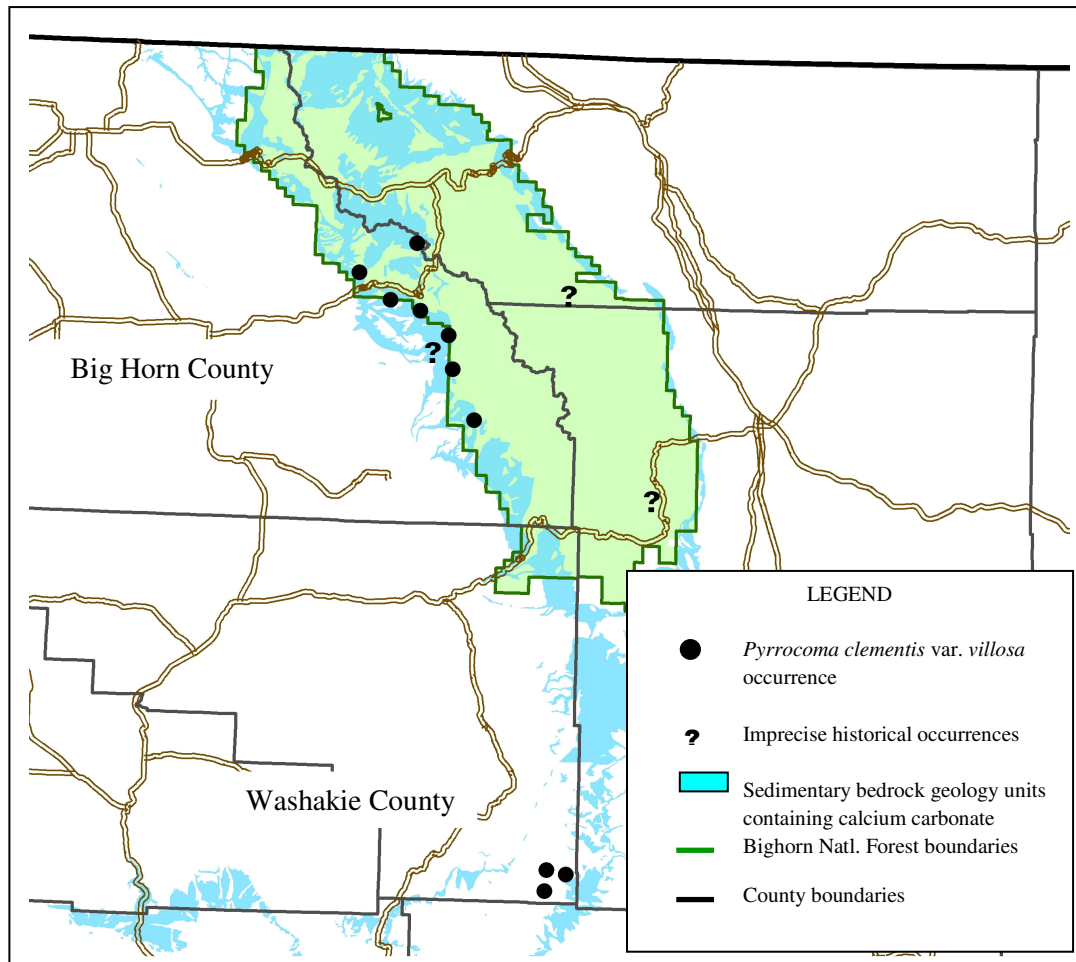 ?
?
Big Horn County
?
LEGEND
Pyrrocoma clementis var. villosa
occurrence
? Imprecise historical occurrences
Sedimentary bedrock geology units
containing calcium carbonate
Washakie County
Bighorn Natl. Forest boundaries
County boundaries